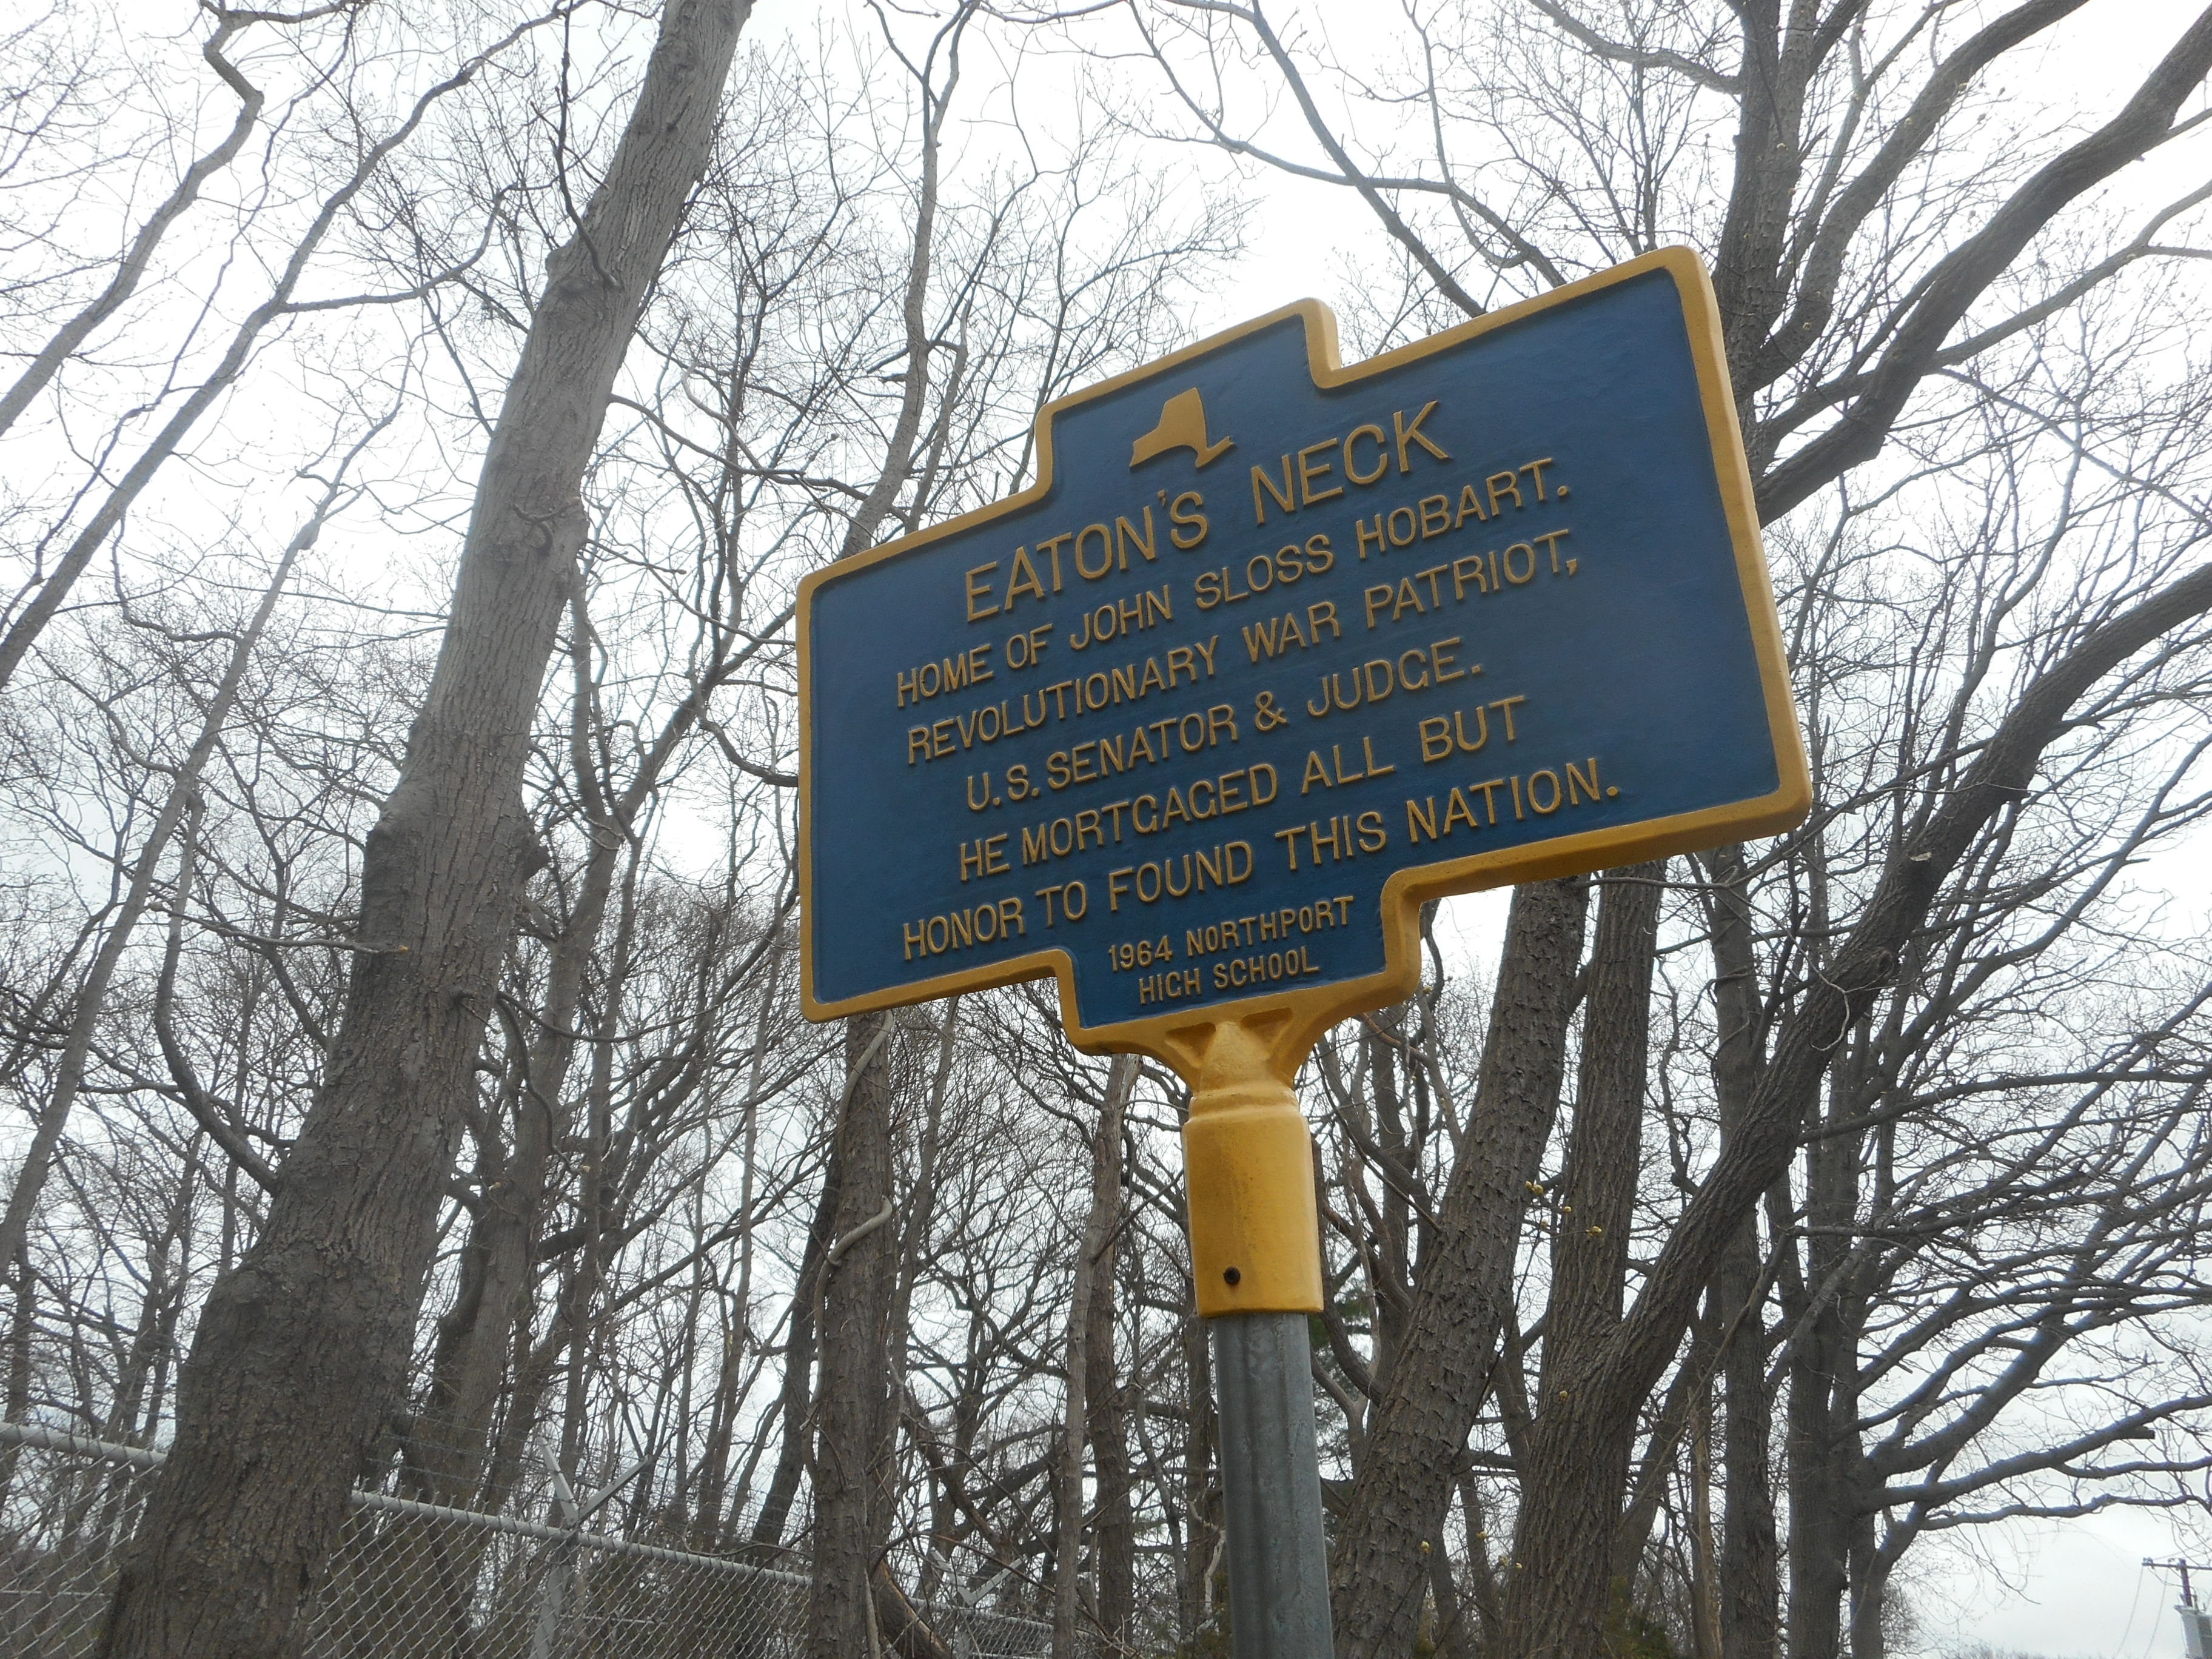 EATON'S NECK
HOME OF JOHN SLOSS HOBART.
REVOLUTIONARY WAR PATRIOT,
U.S. SENATOR & JUDGE.
HE MORTGAGED ALL BUT
HONOR TO FOUND THIS NATION.
1964 NORTHPORT
HIGH SCHOOL